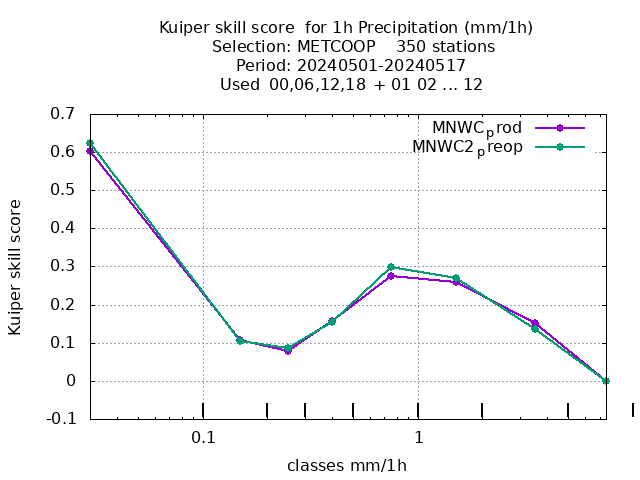 Kuiper skill score  for 1h Precipitation (mm/1h)
Selection: METCOOP    350 stations
Period: 20240501-20240517
Used  00,06,12,18  + 01 02 ... 12
MNWCprod
MNWC2preop
0.7
0.6
0.5
0.4
0.3
0.2
0.1
0
-0.1
Kuiper skill score
0.1
1
classes mm/1h